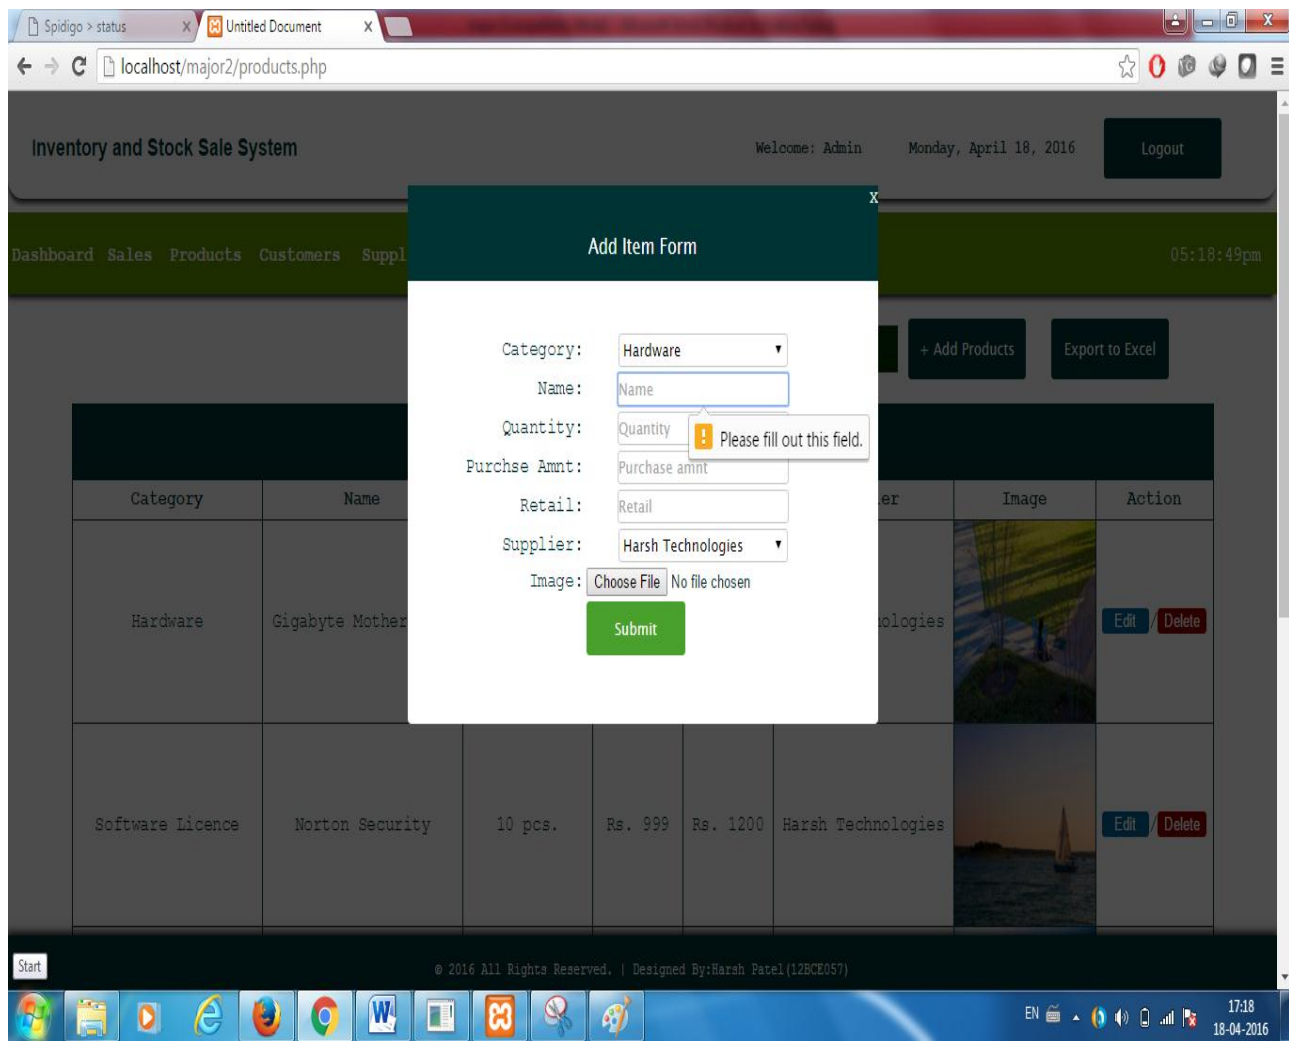 Spidigo > status x Untitled Document x
localhost/major2/products.php
Inventory and Stock Sale System Welcome: Admin Monday, April 18, 2016 Logout
X
Add Item Form
Dashboard Sales Products Customers Suppl 05:18:49pm
Category: Hardware
+ Add Products Export to Excel
Name: Name
Quantity: Quantity
Please fill out this field.
Purchse Amnt: Purchase amnt
Category Name er Image Action
Retail: Retail
Supplier: Harsh Technologies
Image: Choose File No file chosen
Submit
Hardware Gigabyte Mother ologies Edit / Delete
Software Licence Norton Security 10 pcs. Rs. 999 Rs. 1200 Harsh Technologies Edit / Delete
Start
© 2016 All Rights Reserved. | Designed By:Harsh Patel(12BCE057)
EN 17:18
18-04-2016